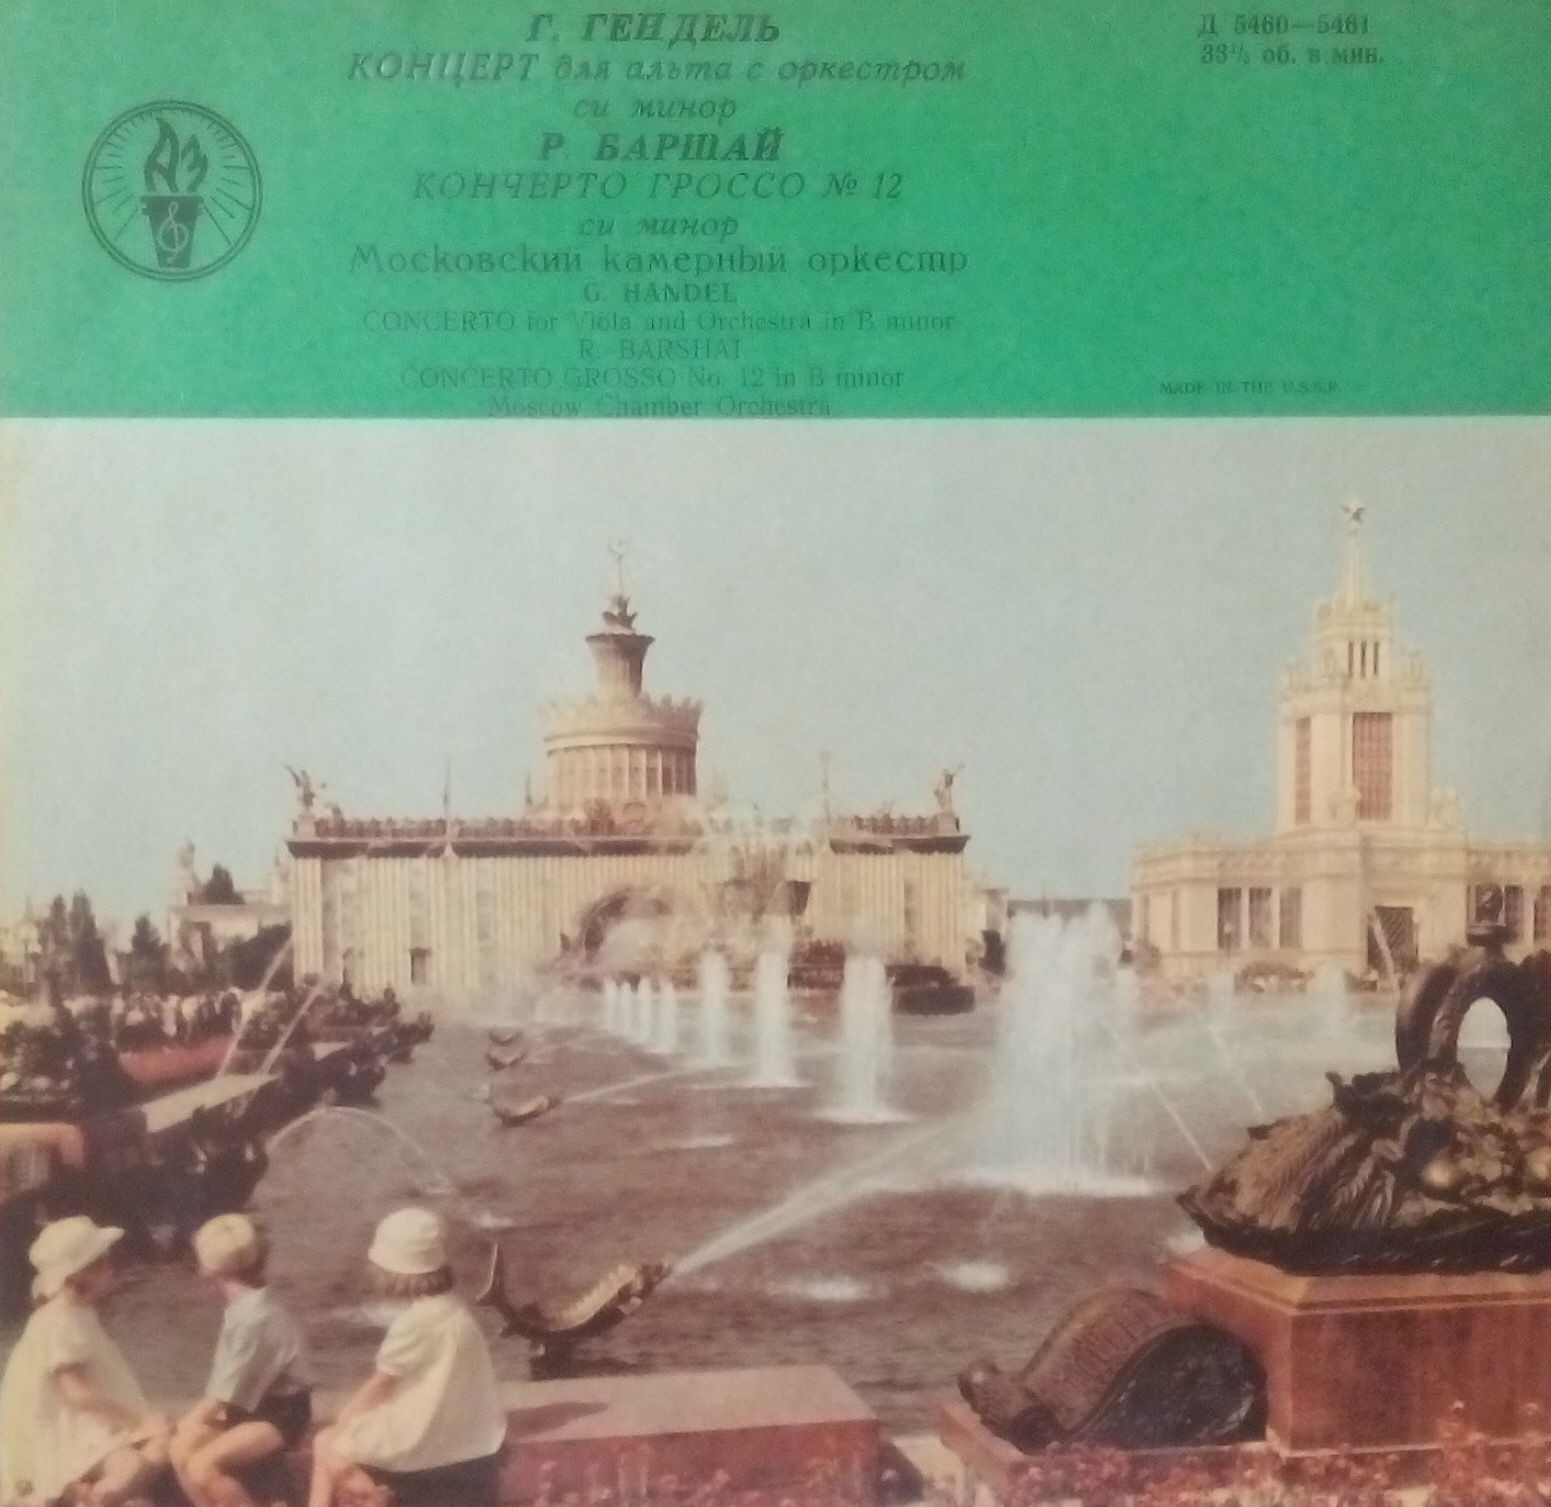 Г. ГЕНДЕЛЬ
КОНЦЕРТ для альта с оркестром
си минор
Р. БАРШАЙ
КОНЧЕРТО ГРОССО № 12
си минор
Московский камерный оркестр
G. HANDEL
CONCERTO for Viola and Orchestra in B minor
R. BARSHAI
CONCERTO GROSSO No. 12 in B minor
Moscow Chamber Orchestra
Д 5460—5461
33⅓ об. в мин.
MADE IN THE U.S.S.R.